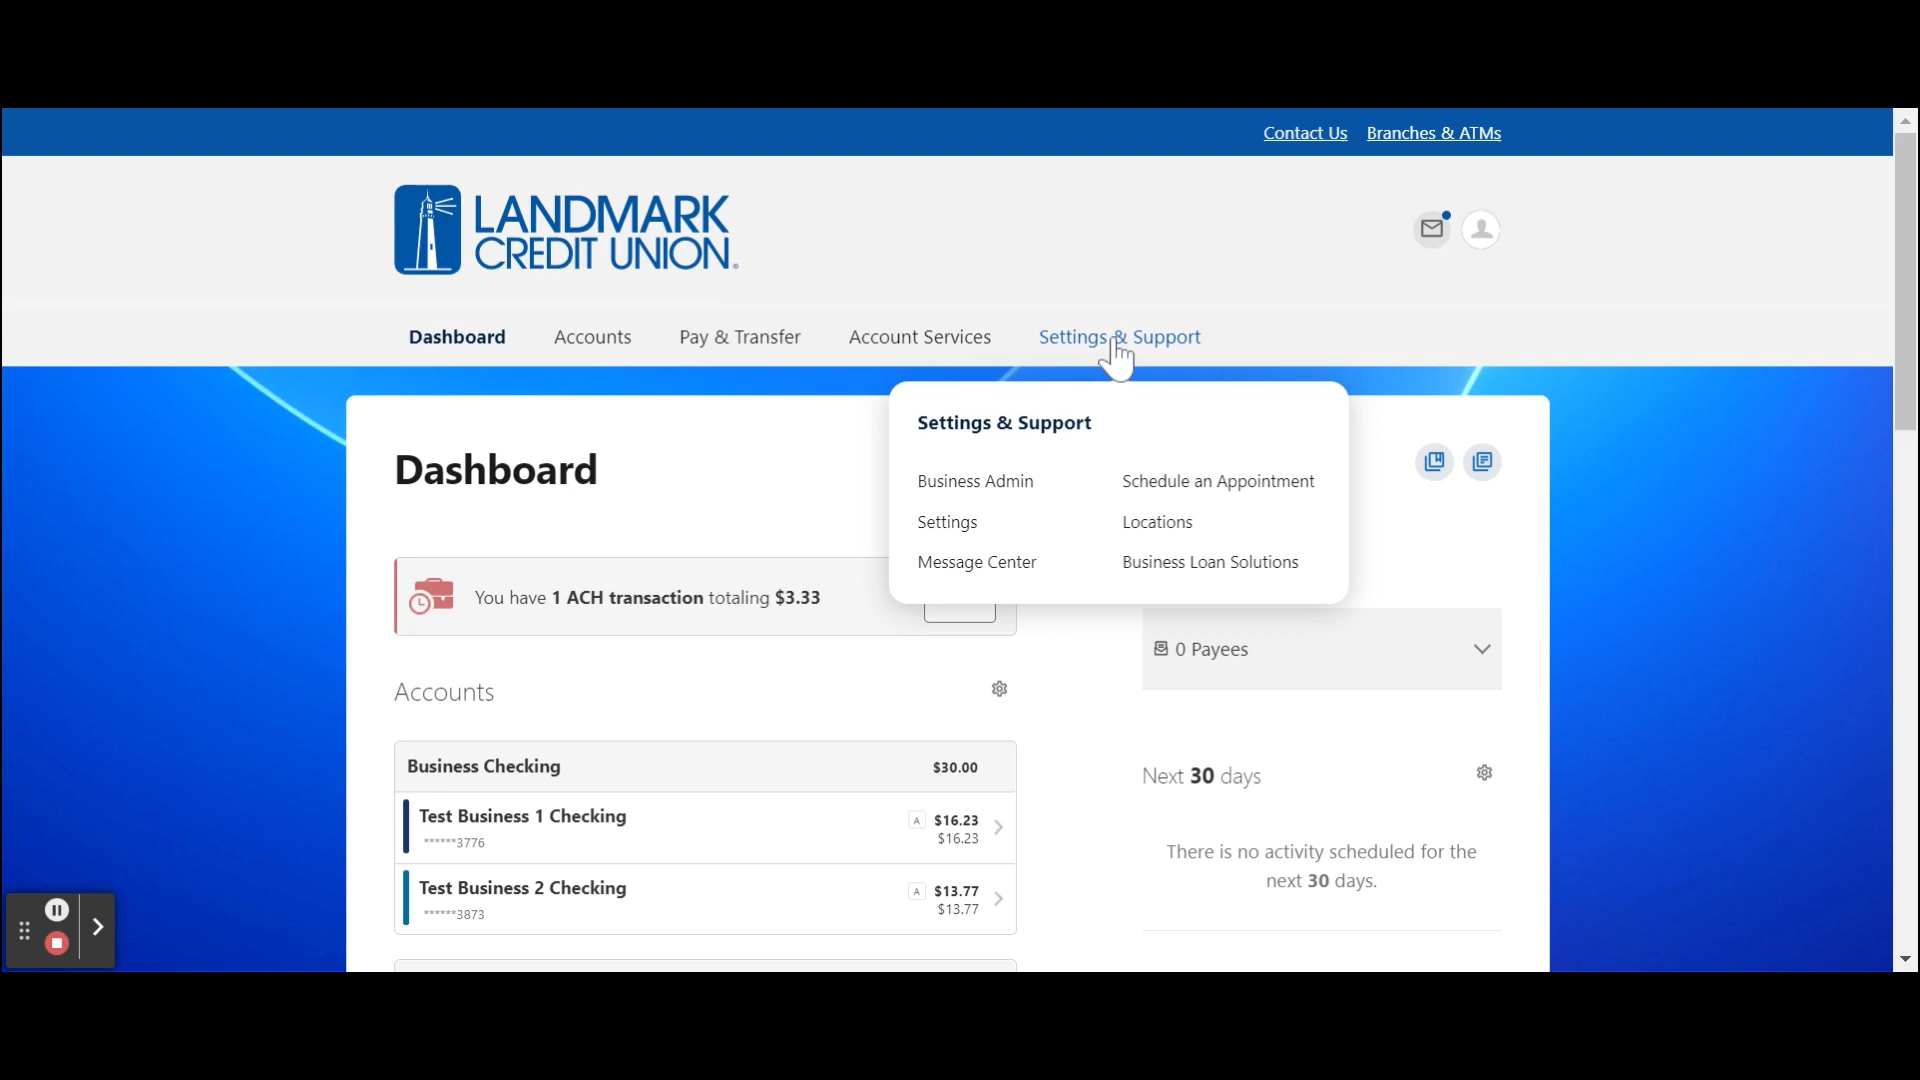 Contact Us Branches & ATMs
LANDMARK
CREDIT UNION®
Dashboard Accounts Pay & Transfer Account Services Settings & Support
Settings & Support
Business Admin Schedule an Appointment
Settings Locations
Message Center Business Loan Solutions
Dashboard
You have 1 ACH transaction totaling $3.33
0 Payees
Accounts
Business Checking $30.00
Test Business 1 Checking A $16.23
******3776 $16.23
Test Business 2 Checking A $13.77
******3873 $13.77
Next 30 days
There is no activity scheduled for the
next 30 days.